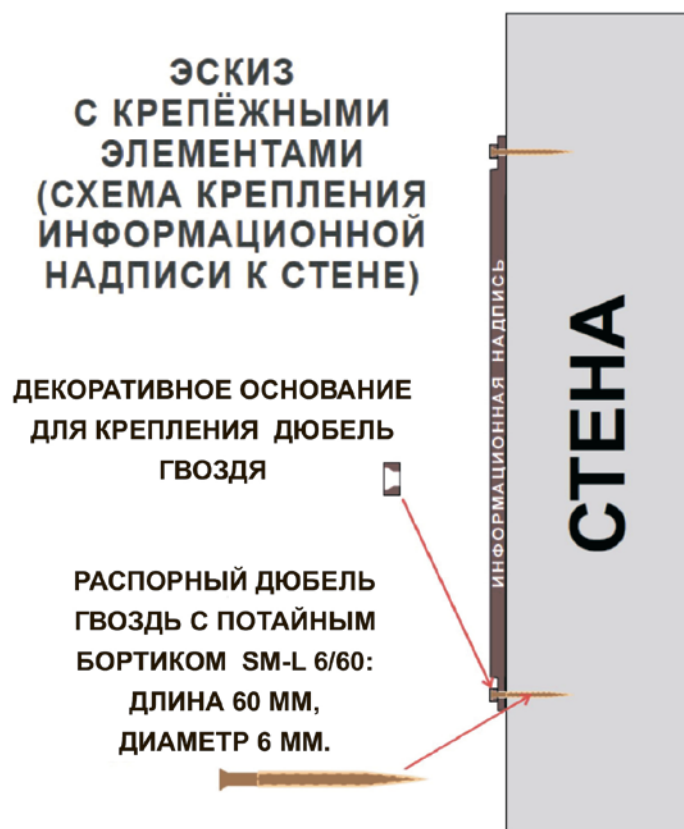 ЭСКИЗ
С КРЕПЁЖНЫМИ
ЭЛЕМЕНТАМИ
(СХЕМА КРЕПЛЕНИЯ
ИНФОРМАЦИОННОЙ
НАДПИСИ К СТЕНЕ)
ДЕКОРАТИВНОЕ ОСНОВАНИЕ
ДЛЯ КРЕПЛЕНИЯ ДЮБЕЛЬ
ГВОЗДЯ
РАСПОРНЫЙ ДЮБЕЛЬ
ГВОЗДЬ С ПОТАЙНЫМ
БОРТИКОМ SM-L 6/60:
ДЛИНА 60 ММ,
ДИАМЕТР 6 ММ.
ИНФОРМАЦИОННАЯ НАДПИСЬ
СТЕНА